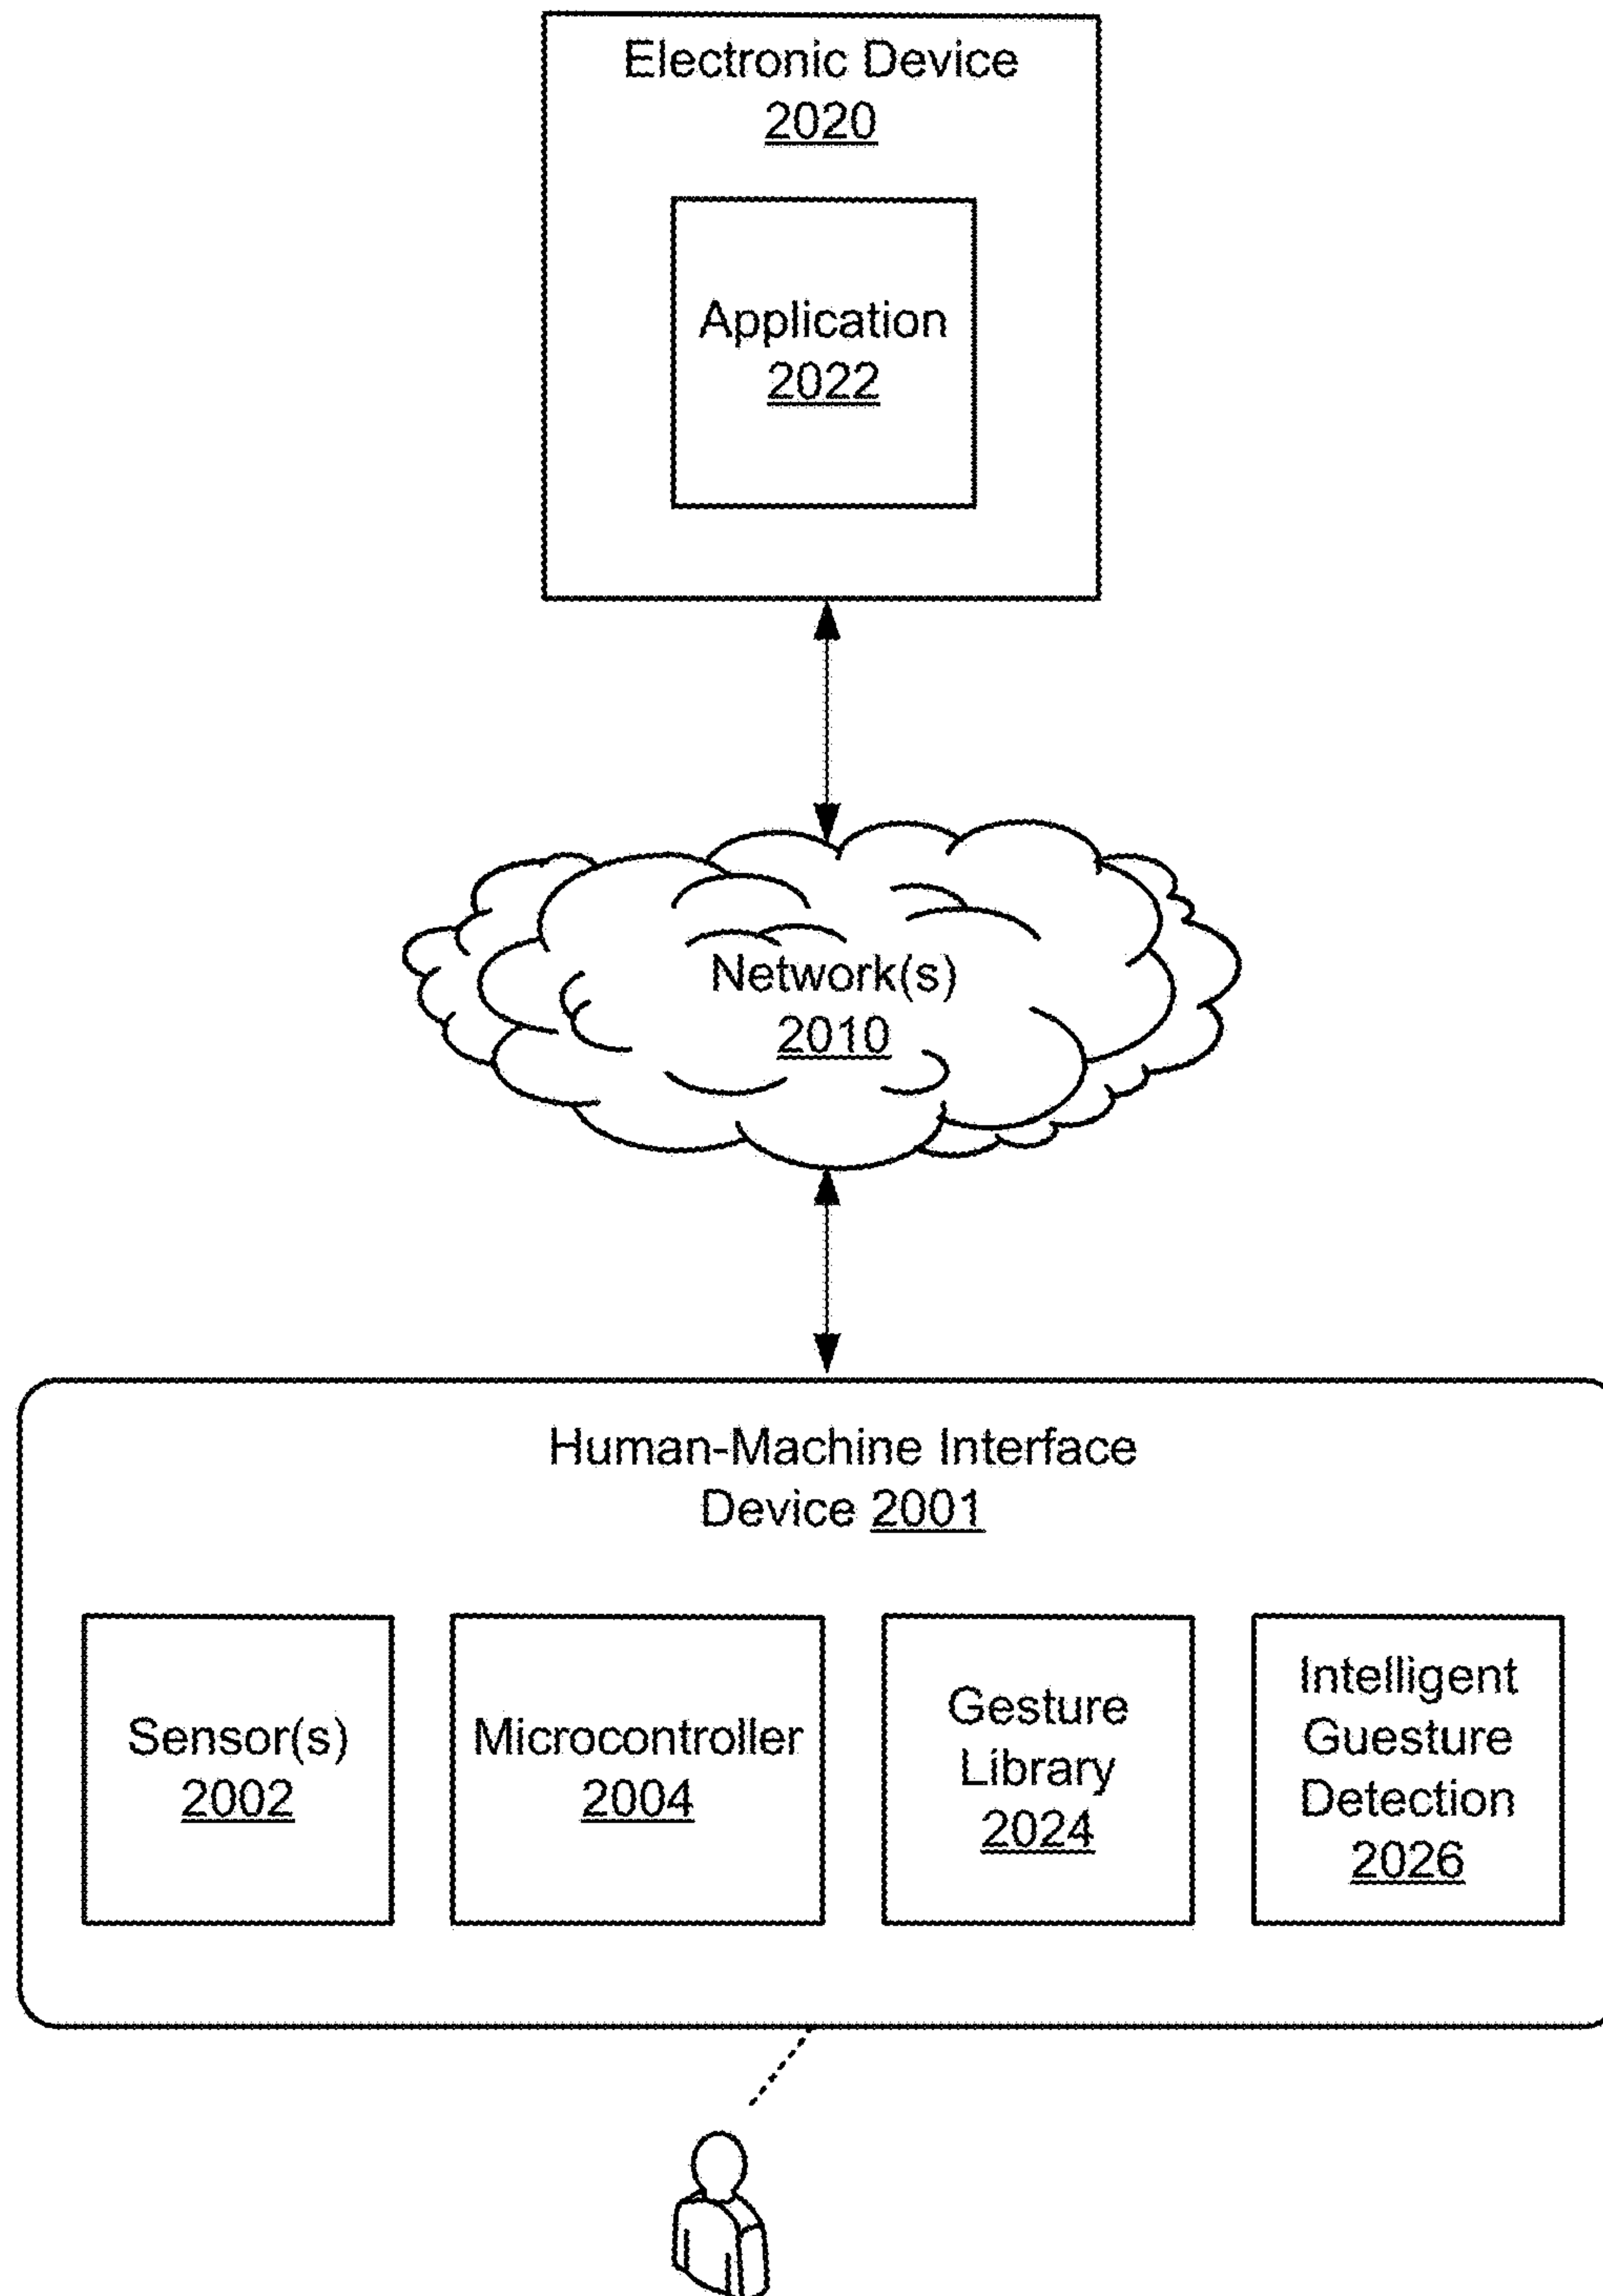 Electronic Device
2020
Application
2022
Network(s)
2010
Human-Machine Interface
Device 2001
Sensor(s)
2002
Microcontroller
2004
Gesture
Library
2024
Intelligent
Guesture
Detection
2026